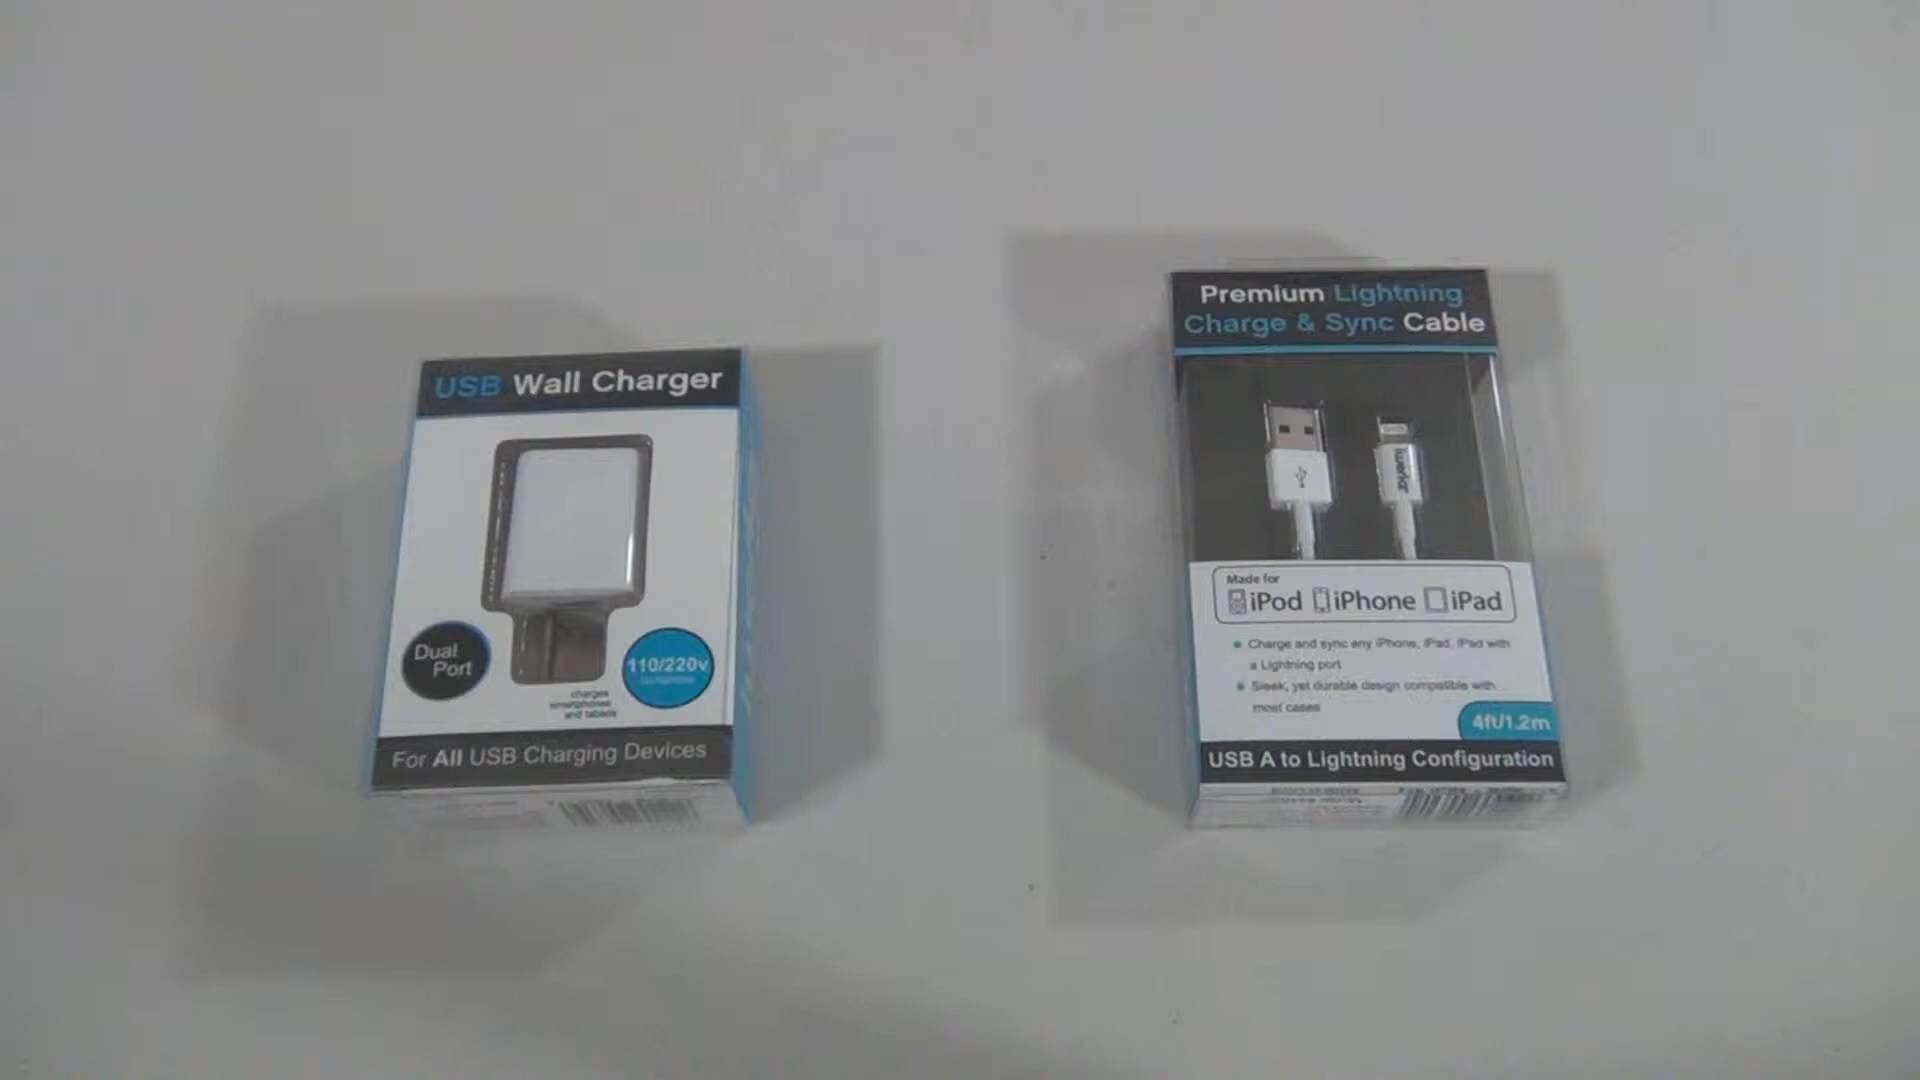 USB Wall Charger
Dual
Port
110/220v
charges
smartphones
and tablets
For All USB Charging Devices
Premium Lightning
Charge & Sync Cable
iwerkz
Made for
iPod iPhone iPad
Charge and sync any iPhone, iPad, iPad with
a Lightning port
Sleek, yet durable design compatible with
most cases
4ft/1.2m
USB A to Lightning Configuration